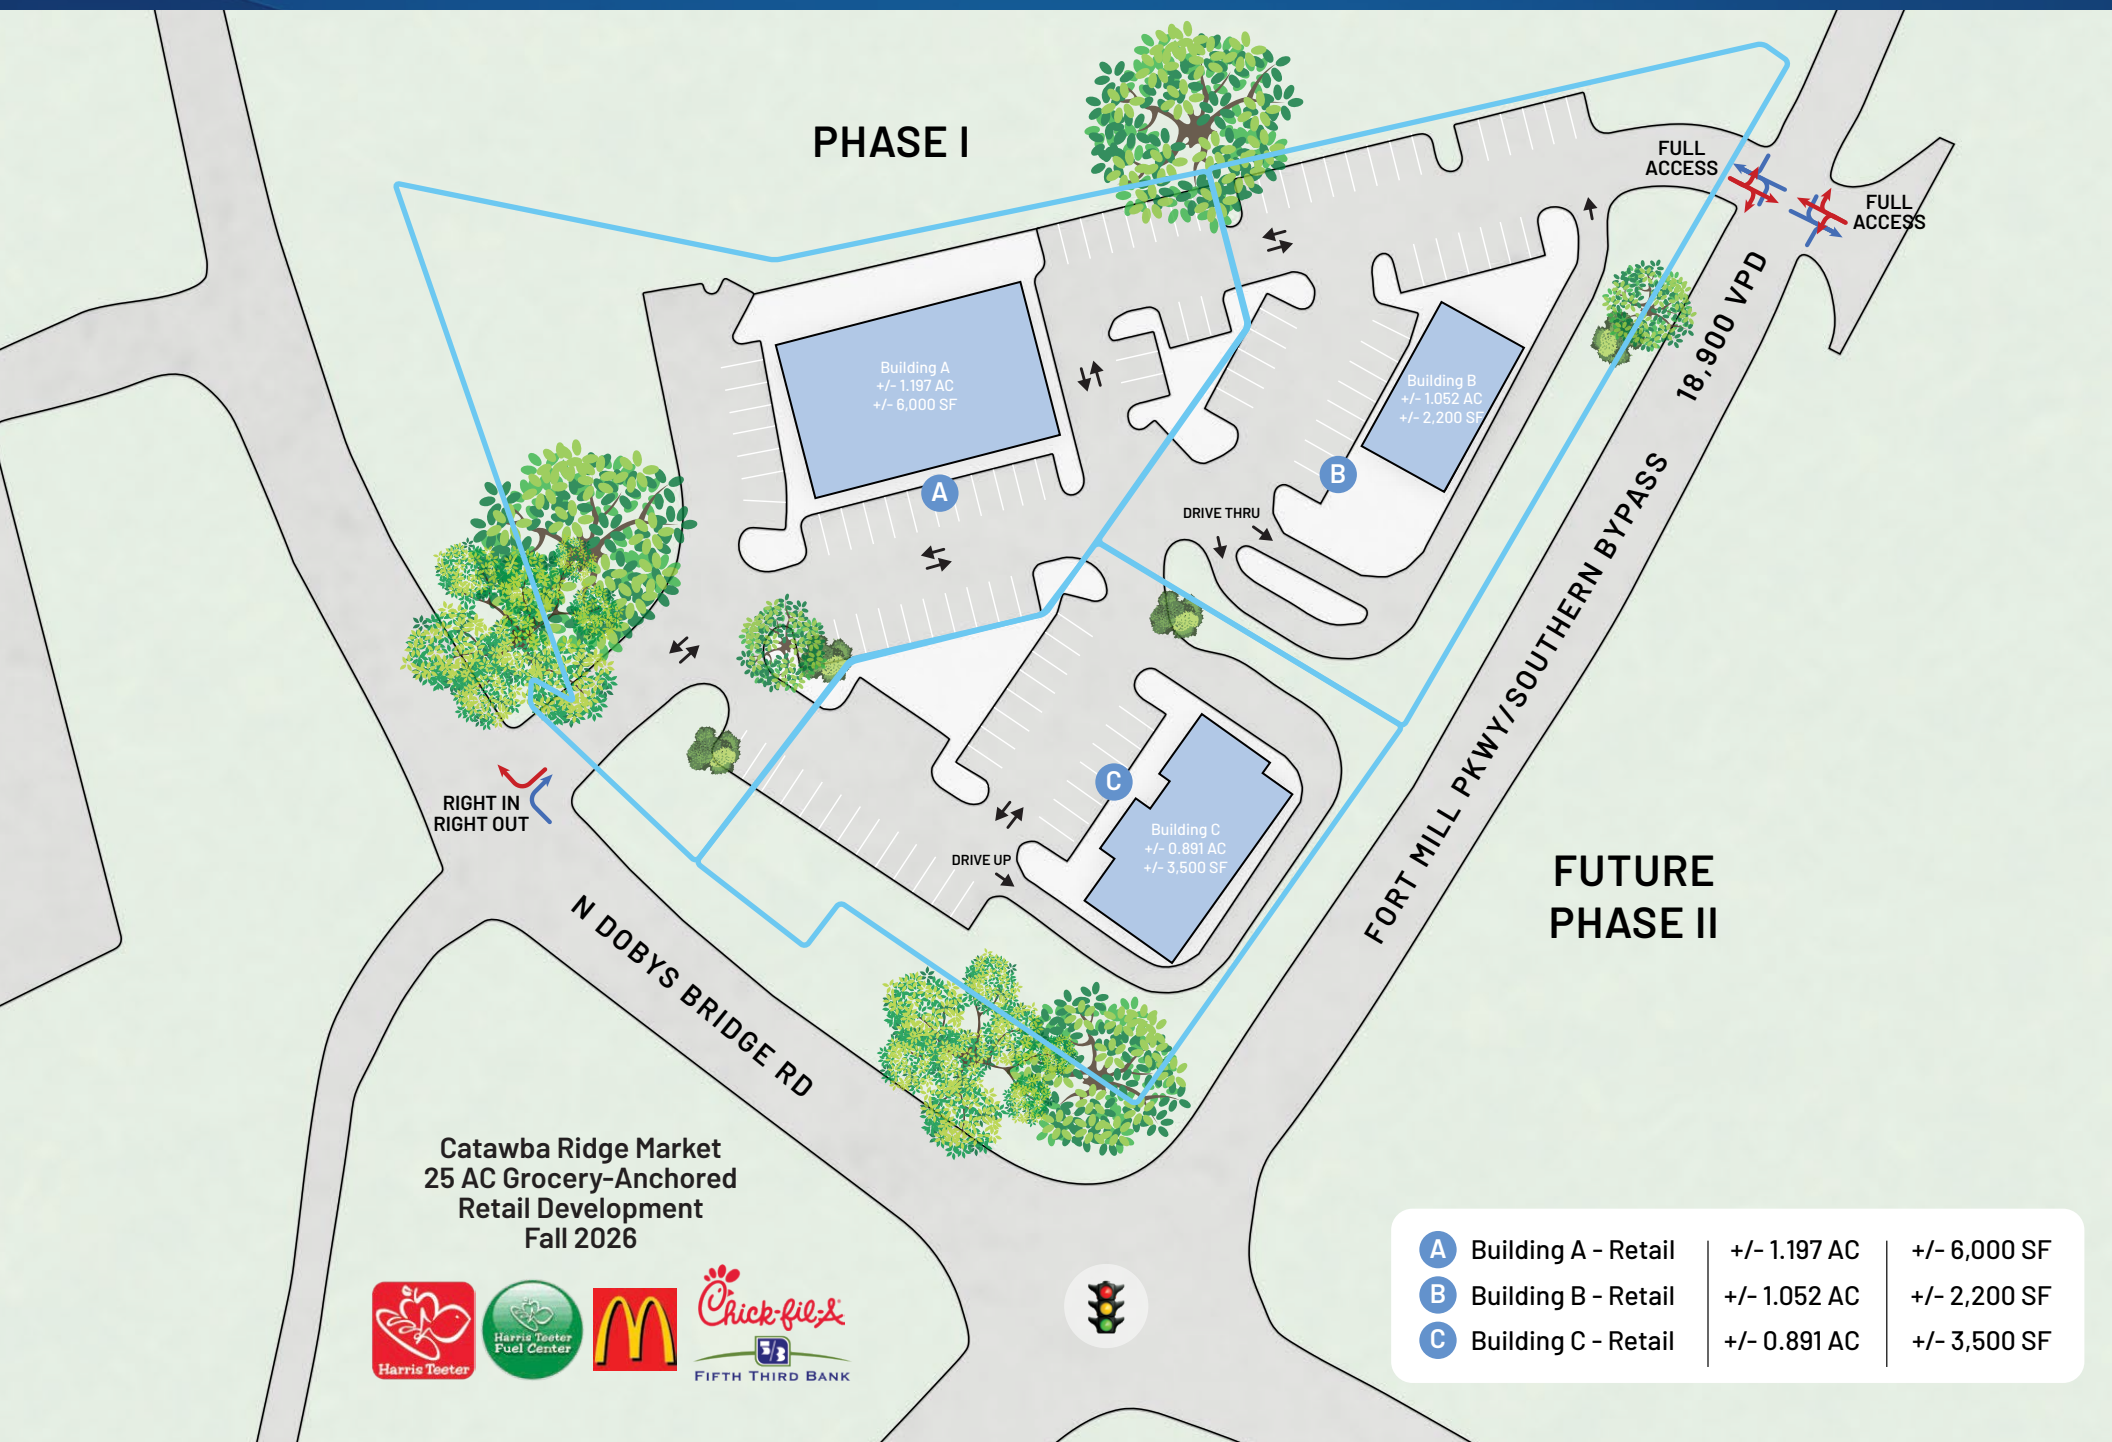 PHASE I
FULL
ACCESS
FULL
ACCESS
18,900 VPD
Building A
+/- 1.197 AC
+/- 6,000 SF
A
Building B
+/- 1.052 AC
+/- 2,200 SF
B
DRIVE THRU
FORT MILL PKWY/SOUTHERN BYPASS
C
Building C
+/- 0.891 AC
+/- 3,500 SF
DRIVE UP
RIGHT IN
RIGHT OUT
N DOBYS BRIDGE RD
FUTURE
PHASE II
Catawba Ridge Market
25 AC Grocery-Anchored
Retail Development
Fall 2026
Harris Teeter
Harris Teeter
Fuel Center
Chick-fil-A
5/3
FIFTH THIRD BANK
A Building A - Retail +/- 1.197 AC +/- 6,000 SF
B Building B - Retail +/- 1.052 AC +/- 2,200 SF
C Building C - Retail +/- 0.891 AC +/- 3,500 SF